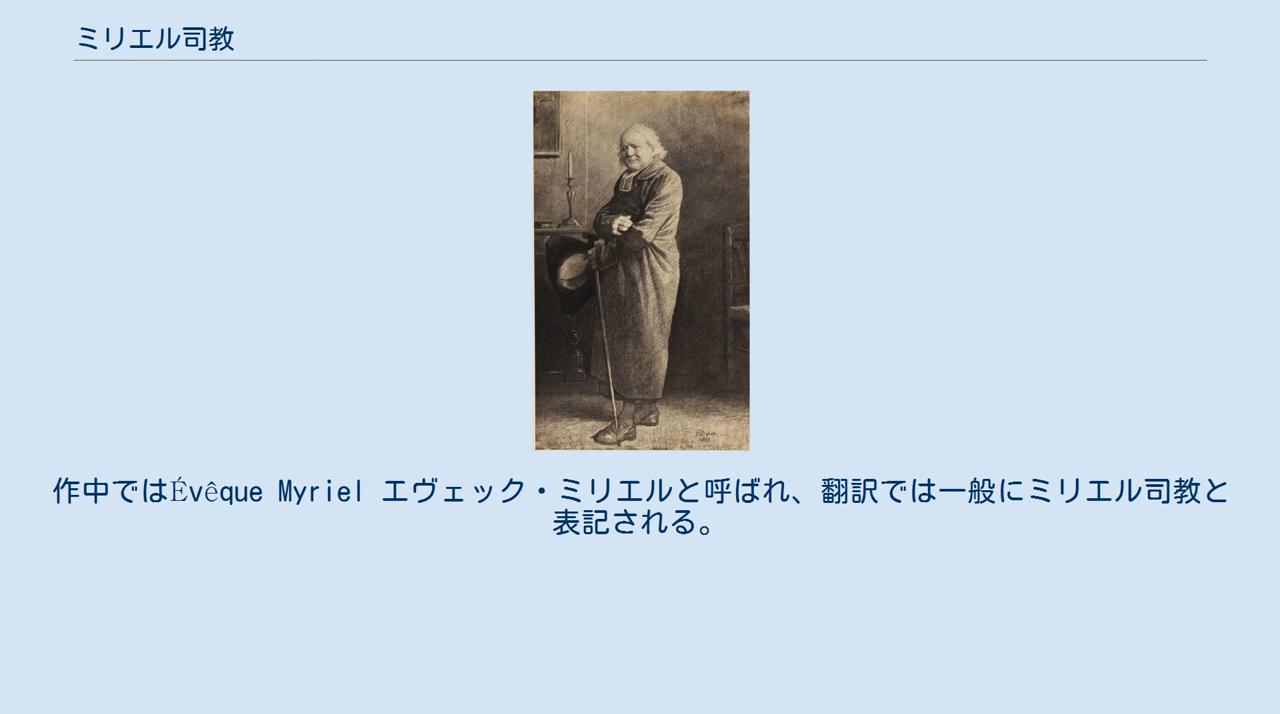 ミリエル司教
作中ではÉvêque Myriel エヴェック・ミリエルと呼ばれ、翻訳では一般にミリエル司教と
表記される。